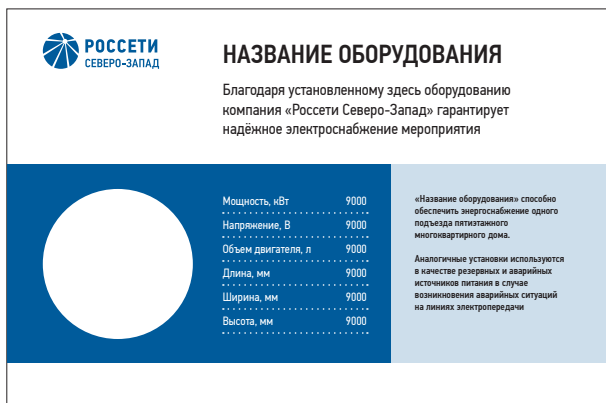 РОССЕТИ
СЕВЕРО-ЗАПАД
НАЗВАНИЕ ОБОРУДОВАНИЯ
Благодаря установленному здесь оборудованию
компания «Россети Северо-Запад» гарантирует
надёжное электроснабжение мероприятия
Мощность, кВт 9000
Напряжение, В 9000
Объем двигателя, л 9000
Длина, мм 9000
Ширина, мм 9000
Высота, мм 9000
«Название оборудования» способно
обеспечить энергоснабжение одного
подъезда пятиэтажного
многоквартирного дома.
Аналогичные установки используются
в качестве резервных и аварийных
источников питания в случае
возникновения аварийных ситуаций
на линиях электропередачи